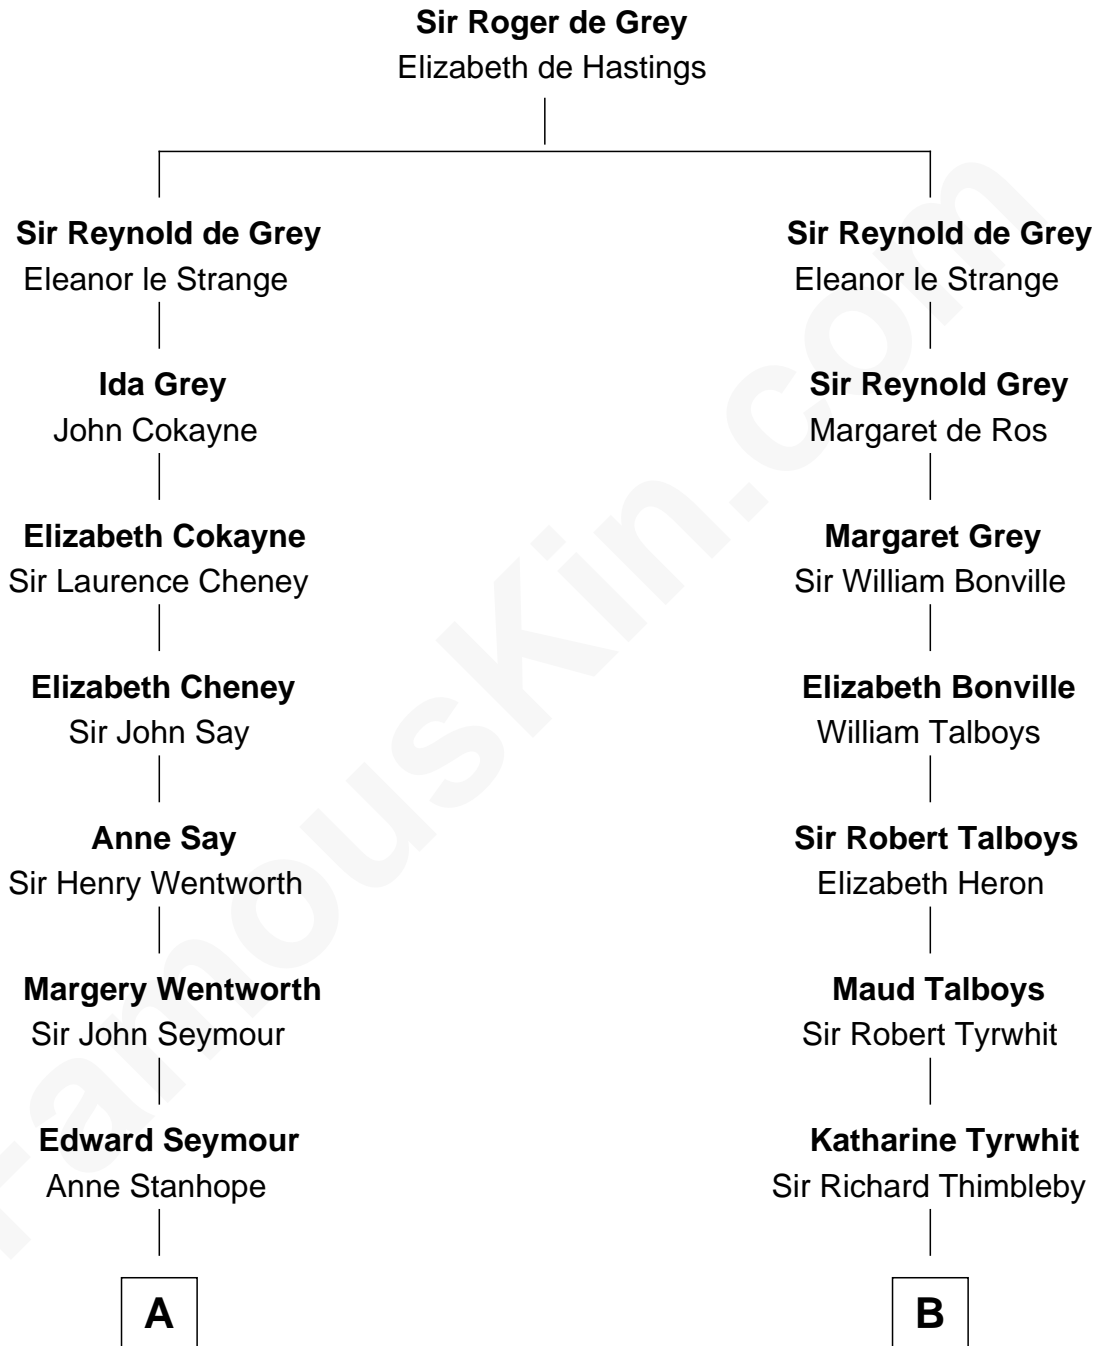 Sir Roger de Grey
Elizabeth de Hastings
Sir Reynold de Grey
Eleanor le Strange
Sir Reynold de Grey
Eleanor le Strange
Ida Grey
John Cokayne
Sir Reynold Grey
Margaret de Ros
Elizabeth Cokayne
Sir Laurence Cheney
Margaret Grey
Sir William Bonville
Elizabeth Cheney
Sir John Say
Elizabeth Bonville
William Talboys
Anne Say
Sir Henry Wentworth
Sir Robert Talboys
Elizabeth Heron
Margery Wentworth
Sir John Seymour
Maud Talboys
Sir Robert Tyrwhit
Edward Seymour
Anne Stanhope
Katharine Tyrwhit
Sir Richard Thimbleby
A
B
FamousKin.com